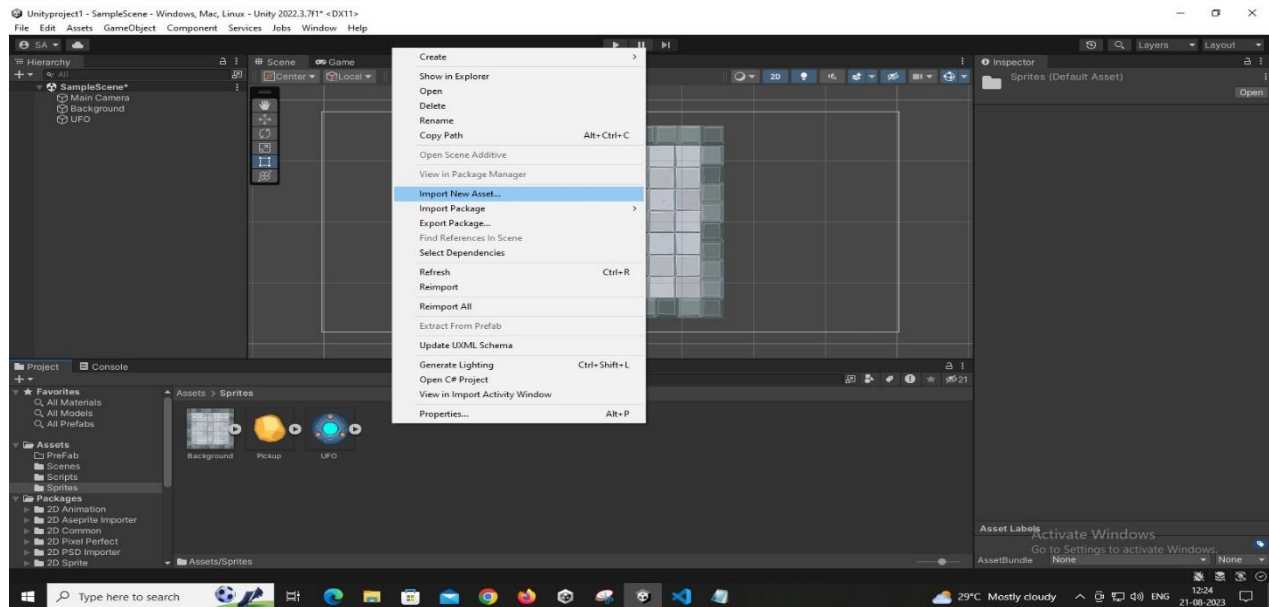 Unityproject1 - SampleScene - Windows, Mac, Linux - Unity 2022.3.7f1* <DX11>
File Edit Assets GameObject Component Services Jobs Window Help
SA Layers Layout
Hierarchy
All
SampleScene*
Main Camera
Background
UFO
Scene Game
Center Local
2D
Create
Show in Explorer
Open
Delete
Rename
Copy Path Alt+Ctrl+C
Open Scene Additive
View in Package Manager
Import New Asset...
Import Package
Export Package...
Find References In Scene
Select Dependencies
Refresh Ctrl+R
Reimport
Reimport All
Extract From Prefab
Update UXML Schema
Generate Lighting Ctrl+Shift+L
Open C# Project
View in Import Activity Window
Properties... Alt+P
Inspector
Sprites (Default Asset)
Open
Project Console
21
Favorites
All Materials
All Models
All Prefabs
Assets
PreFab
Scenes
Scripts
Sprites
Packages
2D Animation
2D Aseprite Importer
2D Common
2D Pixel Perfect
2D PSD Importer
2D Sprite
Assets > Sprites
Background Pickup UFO
Assets/Sprites
Asset Labels
Activate Windows
Go to Settings to activate Windows.
AssetBundle None None
Type here to search
29°C Mostly cloudy ENG
12:24
21-08-2023